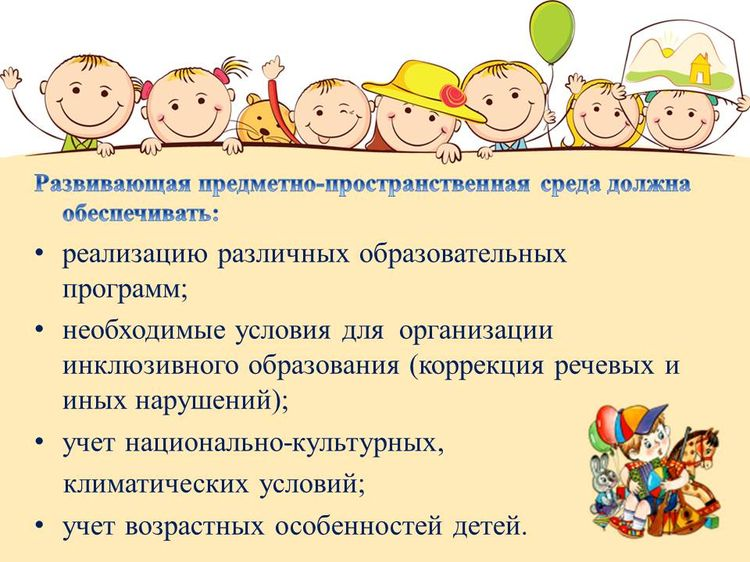 Развивающая предметно-пространственная среда должна
обеспечивать:
• реализацию различных образовательных
программ;
• необходимые условия для организации
инклюзивного образования (коррекция речевых и
иных нарушений);
• учет национально-культурных,
климатических условий;
• учет возрастных особенностей детей.